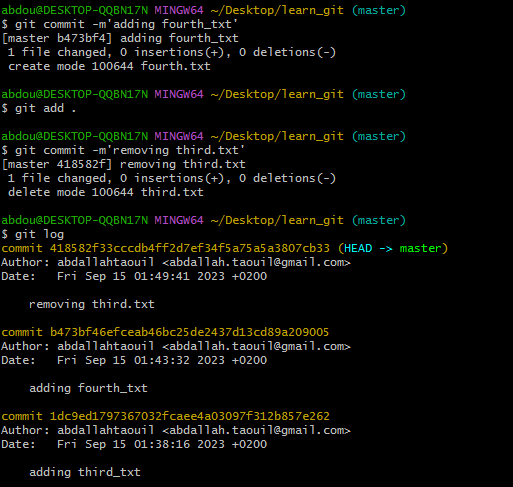 abdou@DESKTOP-QQBN17N MINGW64 ~/Desktop/learn_git (master)
$ git commit -m'adding fourth_txt'
[master b473bf4] adding fourth_txt
 1 file changed, 0 insertions(+), 0 deletions(-)
 create mode 100644 fourth.txt

abdou@DESKTOP-QQBN17N MINGW64 ~/Desktop/learn_git (master)
$ git add .

abdou@DESKTOP-QQBN17N MINGW64 ~/Desktop/learn_git (master)
$ git commit -m'removing third.txt'
[master 418582f] removing third.txt
 1 file changed, 0 insertions(+), 0 deletions(-)
 delete mode 100644 third.txt

abdou@DESKTOP-QQBN17N MINGW64 ~/Desktop/learn_git (master)
$ git log
commit 418582f33cccdb4ff2d7ef34f5a75a5a3807cb33 (HEAD -> master)
Author: abdallahtaouil <abdallah.taouil@gmail.com>
Date:   Fri Sep 15 01:49:41 2023 +0200

    removing third.txt

commit b473bf46efceab46bc25de2437d13cd89a209005
Author: abdallahtaouil <abdallah.taouil@gmail.com>
Date:   Fri Sep 15 01:43:32 2023 +0200

    adding fourth_txt

commit 1dc9ed1797367032fcaee4a03097f312b857e262
Author: abdallahtaouil <abdallah.taouil@gmail.com>
Date:   Fri Sep 15 01:38:16 2023 +0200

    adding third_txt